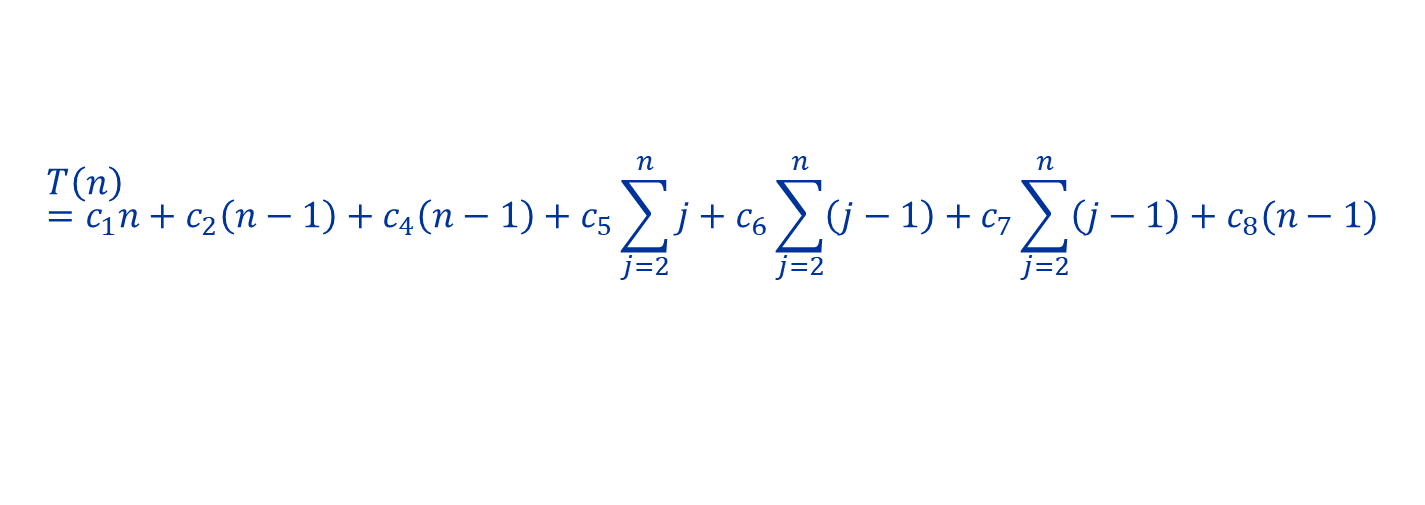 T(n)
= c₁n + c₂(n − 1) + c₄(n − 1) + c₅ ∑_{j=2}^{n} j + c₆ ∑_{j=2}^{n} (j − 1) + c₇ ∑_{j=2}^{n} (j − 1) + c₈(n − 1)